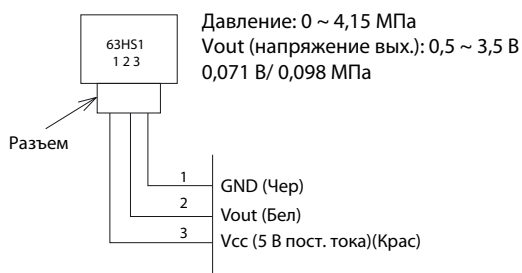 63HS1
1 2 3
Давление: 0 ~ 4,15 МПа
Vout (напряжение вых.): 0,5 ~ 3,5 В
0,071 В/ 0,098 МПа
Разъем
1
GND (Чер)
2
Vout (Бел)
3
Vcc (5 В пост. тока)(Крас)